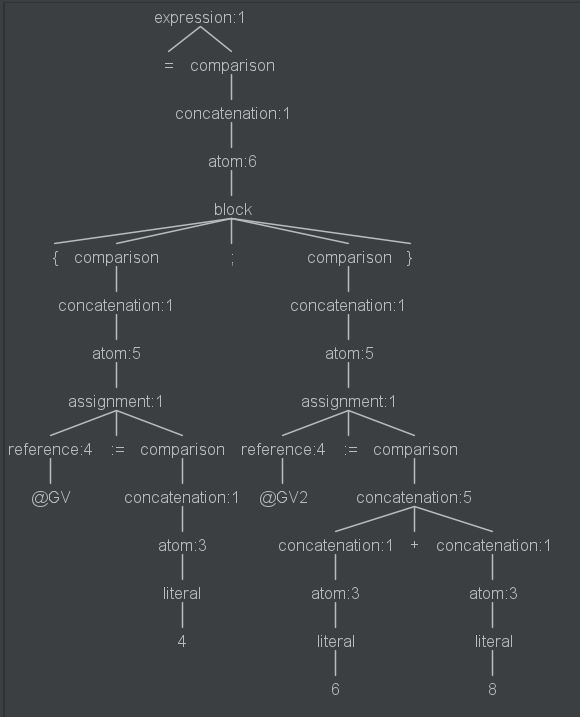 expression:1
= comparison
concatenation:1
atom:6
block
{ comparison ; comparison }
concatenation:1 concatenation:1
atom:5 atom:5
assignment:1 assignment:1
reference:4 := comparison reference:4 := comparison
@GV concatenation:1 @GV2 concatenation:5
atom:3 concatenation:1 + concatenation:1
literal atom:3 atom:3
4 literal literal
6 8